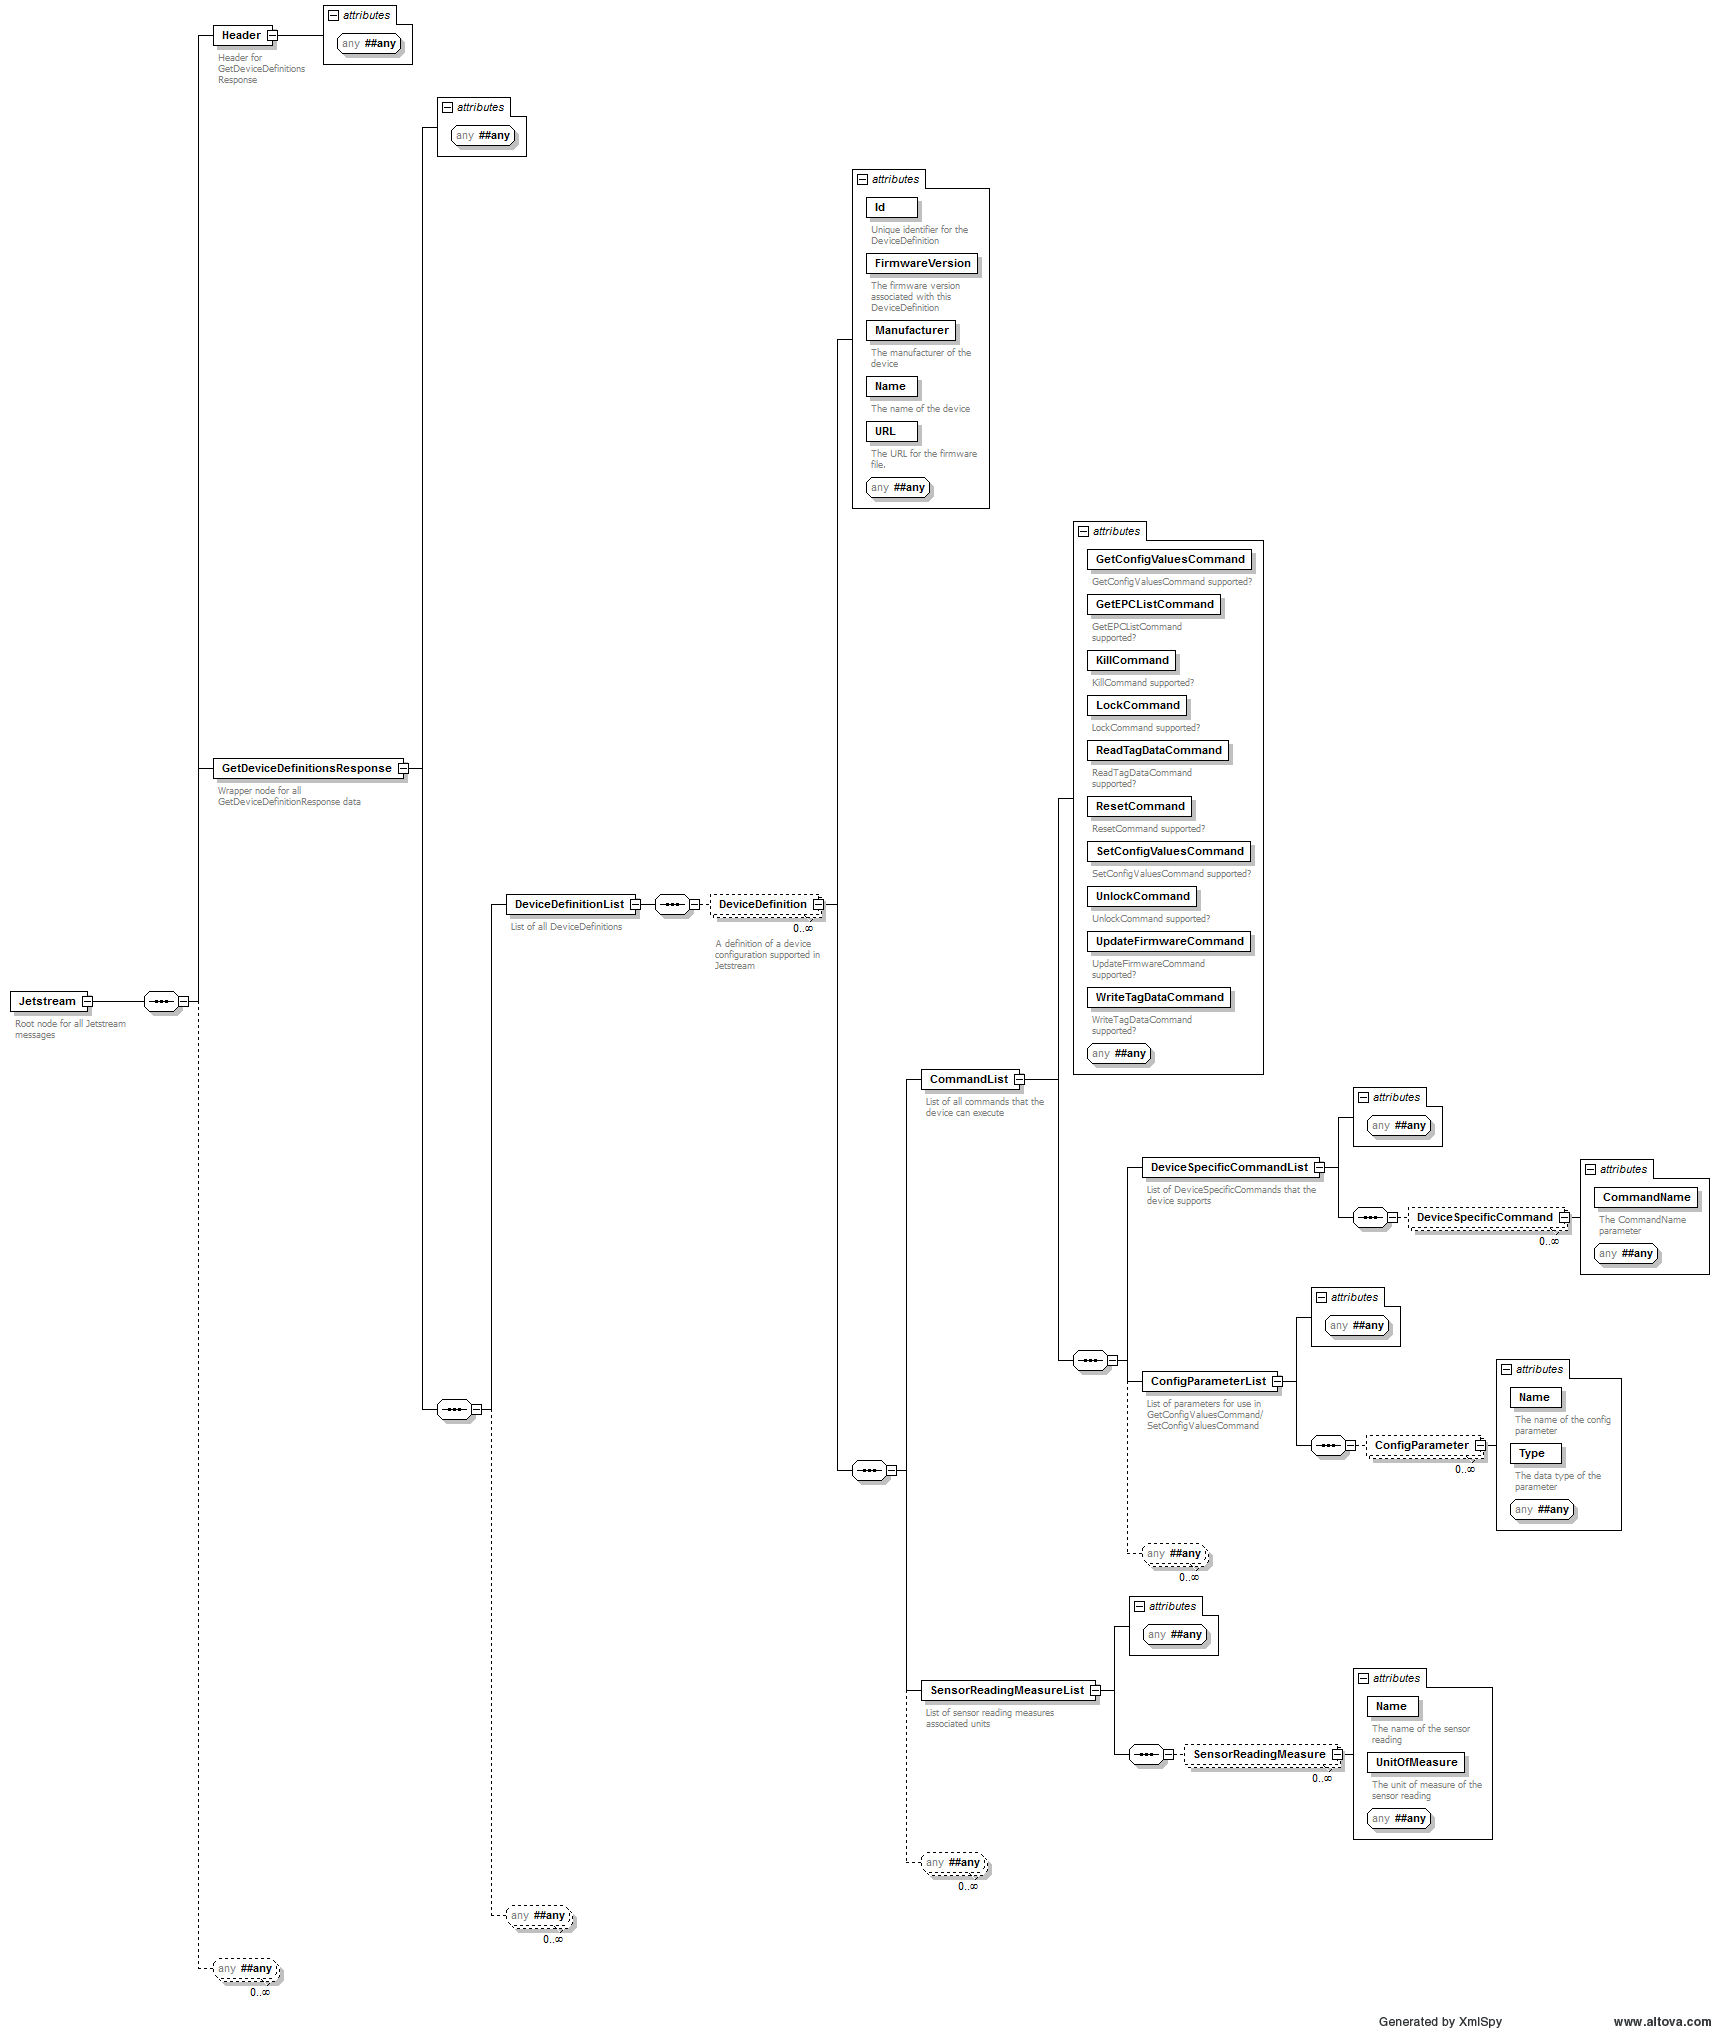 attributes
Header
any ##any
Header for
GetDeviceDefinitions
Response
attributes
any ##any
attributes
Id
Unique identifier for the
DeviceDefinition
FirmwareVersion
The firmware version
associated with this
DeviceDefinition
Manufacturer
The manufacturer of the
device
Name
The name of the device
URL
The URL for the firmware
file.
any ##any
attributes
GetConfigValuesCommand
GetConfigValuesCommand supported?
GetEPCListCommand
GetEPCListCommand
supported?
KillCommand
KillCommand supported?
LockCommand
LockCommand supported?
ReadTagDataCommand
ReadTagDataCommand
supported?
ResetCommand
ResetCommand supported?
SetConfigValuesCommand
SetConfigValuesCommand supported?
UnlockCommand
UnlockCommand supported?
UpdateFirmwareCommand
UpdateFirmwareCommand
supported?
WriteTagDataCommand
WriteTagDataCommand
supported?
any ##any
GetDeviceDefinitionsResponse
Wrapper node for all
GetDeviceDefinitionResponse data
DeviceDefinitionList
List of all DeviceDefinitions
DeviceDefinition
0..∞
A definition of a device
configuration supported in
Jetstream
Jetstream
Root node for all Jetstream
messages
CommandList
List of all commands that the
device can execute
attributes
any ##any
DeviceSpecificCommandList
List of DeviceSpecificCommands that the
device supports
DeviceSpecificCommand
0..∞
attributes
CommandName
The CommandName
parameter
any ##any
attributes
any ##any
ConfigParameterList
List of parameters for use in
GetConfigValuesCommand/
SetConfigValuesCommand
ConfigParameter
0..∞
attributes
Name
The name of the config
parameter
Type
The data type of the
parameter
any ##any
any ##any
0..∞
attributes
any ##any
SensorReadingMeasureList
List of sensor reading measures
associated units
SensorReadingMeasure
0..∞
attributes
Name
The name of the sensor
reading
UnitOfMeasure
The unit of measure of the
sensor reading
any ##any
any ##any
0..∞
any ##any
0..∞
any ##any
0..∞
Generated by XmlSpy
www.altova.com